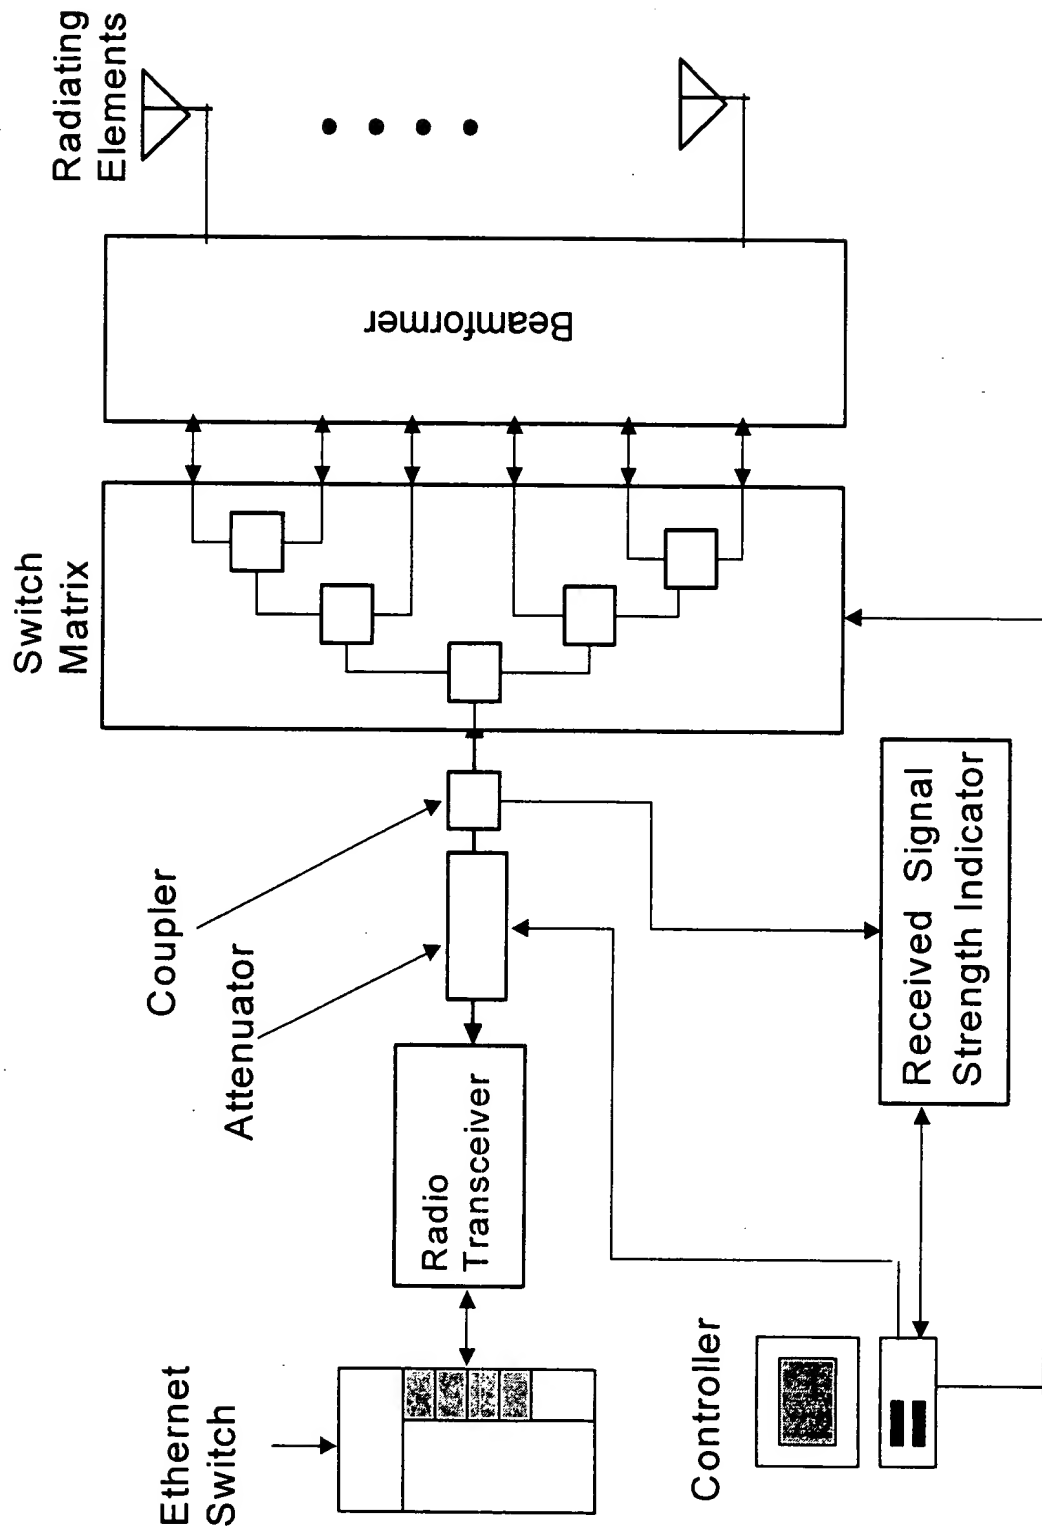 Ethernet
Switch
Controller
Radio
Transceiver
Attenuator
Coupler
Received Signal
Strength Indicator
Switch
Matrix
Beamformer
Radiating
Elements